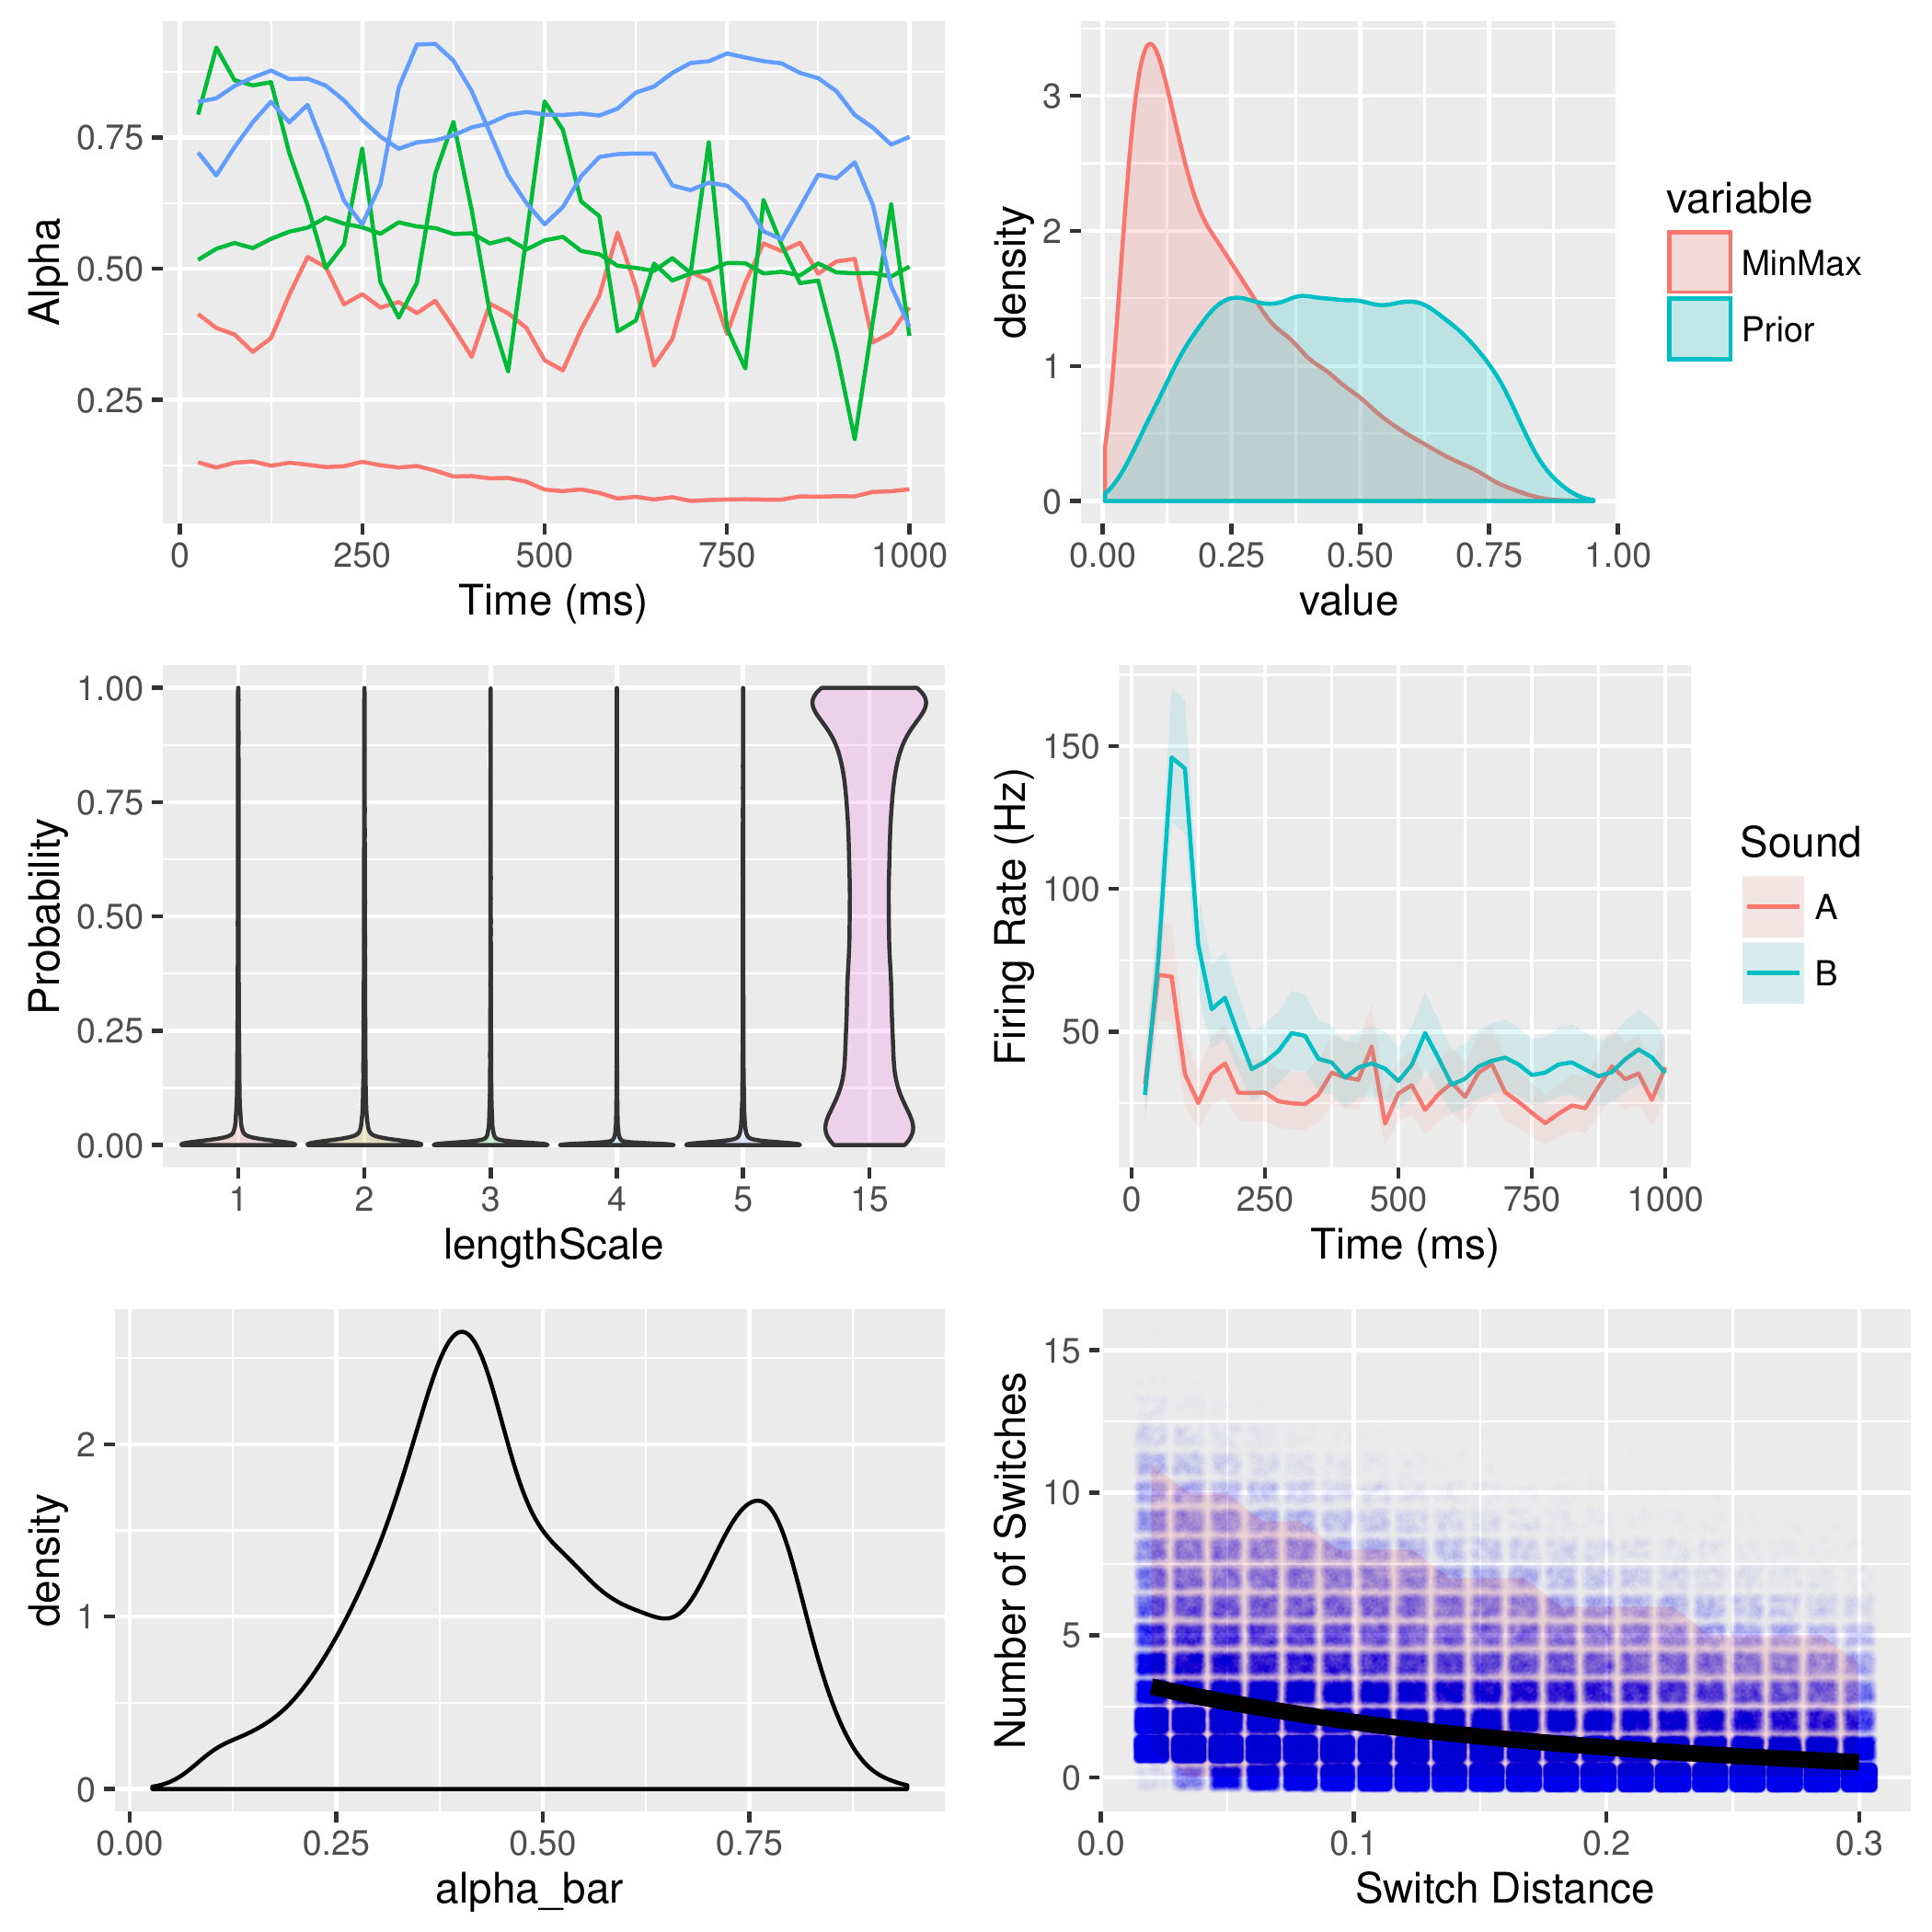 Alpha
0.75
0.50
0.25
0 250 500 750 1000
Time (ms)
density
3
2
1
0
0.00 0.25 0.50 0.75 1.00
value
variable
MinMax
Prior
Probability
1.00
0.75
0.50
0.25
0.00
1 2 3 4 5 15
lengthScale
Firing Rate (Hz)
150
100
50
0 250 500 750 1000
Time (ms)
Sound
A
B
density
2
1
0
0.00 0.25 0.50 0.75
alpha_bar
Number of Switches
15
10
5
0
0.0 0.1 0.2 0.3
Switch Distance